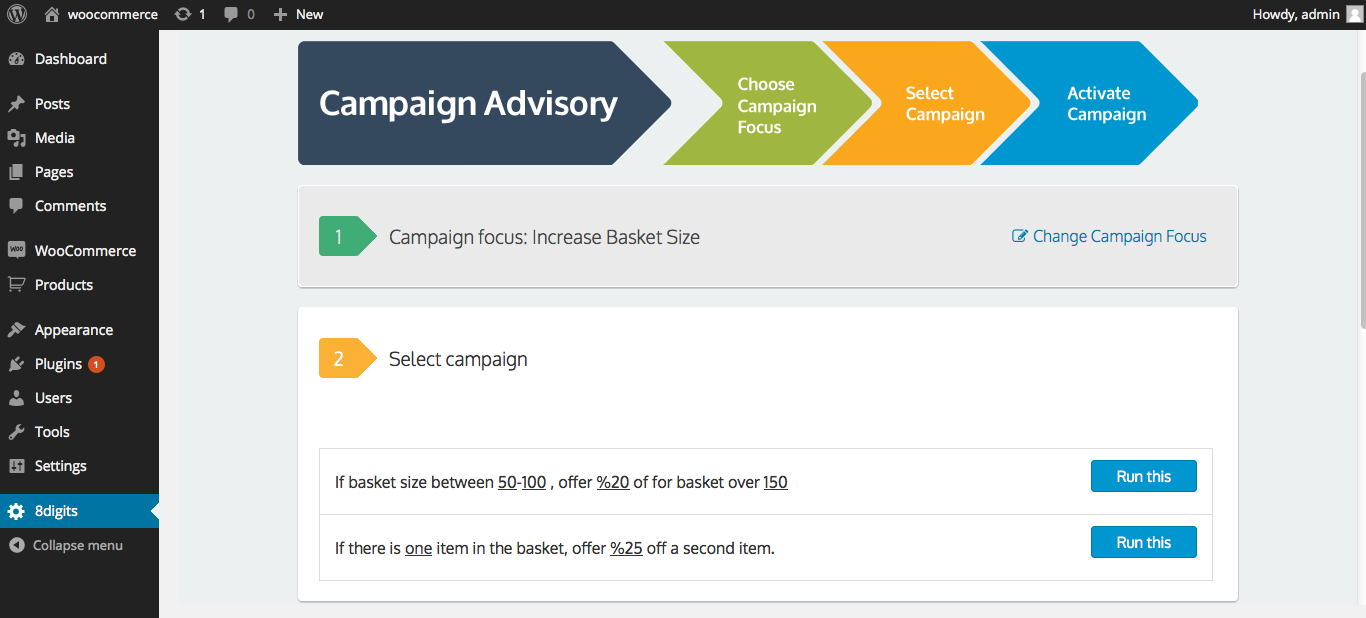 woocommerce
1
0
New
Howdy, admin
Dashboard
Posts
Media
Pages
Comments
WOO
WooCommerce
Products
Appearance
Plugins 1
Users
Tools
Settings
8digits
Collapse menu
Campaign Advisory
Choose
Campaign
Focus
Select
Campaign
Activate
Campaign
1
Campaign focus: Increase Basket Size
Change Campaign Focus
2
Select campaign
If basket size between 50-100 , offer %20 of for basket over 150
Run this
If there is one item in the basket, offer %25 off a second item.
Run this